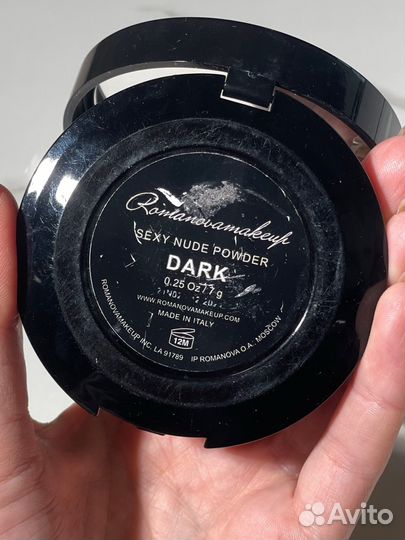 Romanovamakeup
SEXY NUDE POWDER
DARK
0.25 Oz / 7 g
WWW.ROMANOVAMAKEUP.COM
MADE IN ITALY
12M
ROMANOVAMAKEUP INC. LA 91789
IP ROMANOVA O.A. MOSCOW
Avito